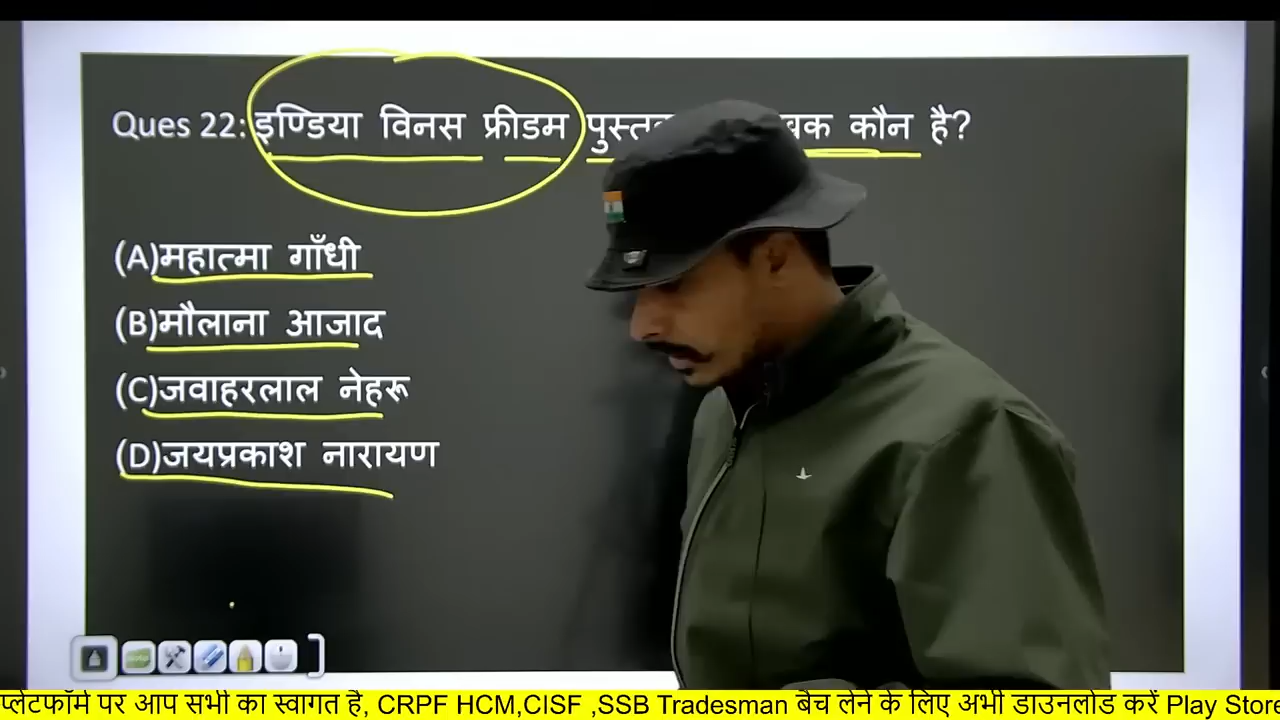 Ques 22: इण्डिया विनस फ्रीडम कौन है?
(A)महात्मा गाँधी
(B)मौलाना आजाद
(C)जवाहरलाल नेहरू
(D)जयप्रकाश नारायण
प्लेटफॉर्म पर आप सभी का स्वागत है, CRPF HCM,CISF ,SSB Tradesman बैच लेने के लिए अभी डाउनलोड करें Play Store